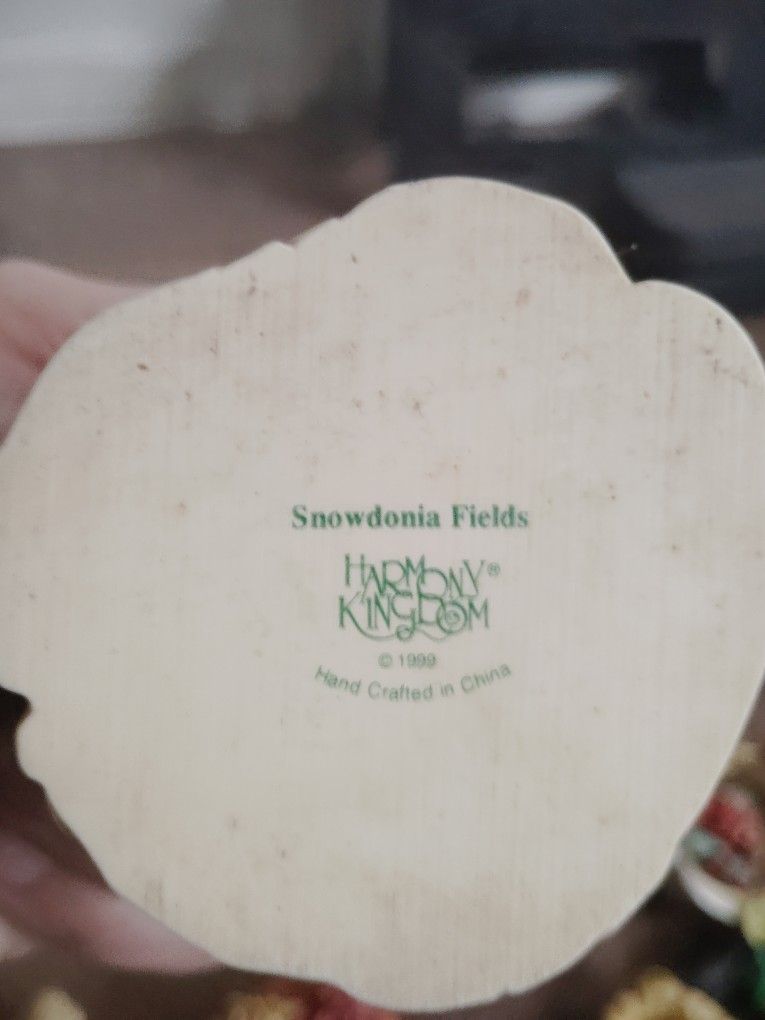 Snowdonia Fields
HARMONY®
KINGDOM
© 1999
Hand Crafted in China